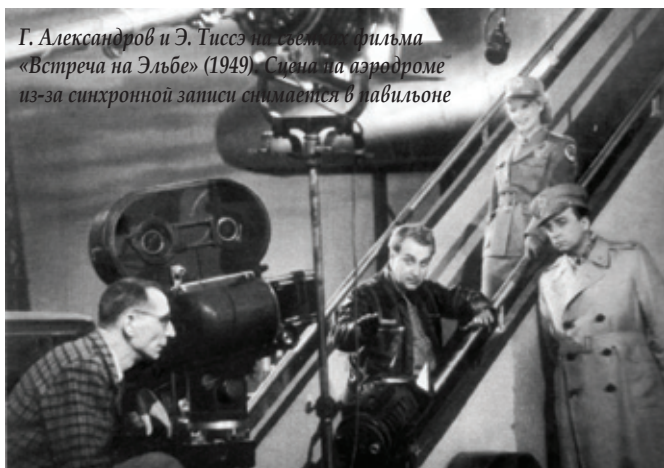 Г. Александров и Э. Тиссэ на съемках фильма
«Встреча на Эльбе» (1949). Сцена на аэродроме
из-за синхронной записи снимается в павильоне